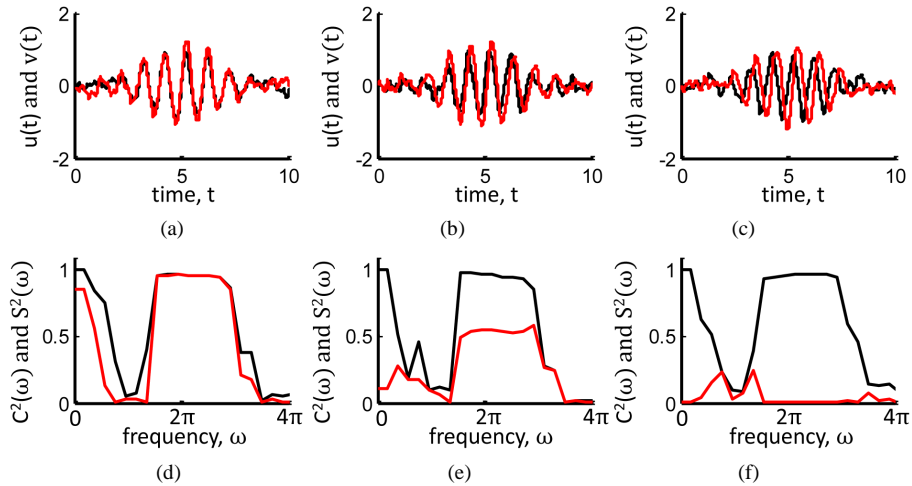 2
0
-2
u(t) and v(t)
0 5 10
time, t
(a)
2
0
-2
u(t) and v(t)
0 5 10
time, t
(b)
2
0
-2
u(t) and v(t)
0 5 10
time, t
(c)
1
0.5
0
C²(ω) and S²(ω)
0 2π 4π
frequency, ω
(d)
1
0.5
0
C²(ω) and S²(ω)
0 2π 4π
frequency, ω
(e)
1
0.5
0
C²(ω) and S²(ω)
0 2π 4π
frequency, ω
(f)